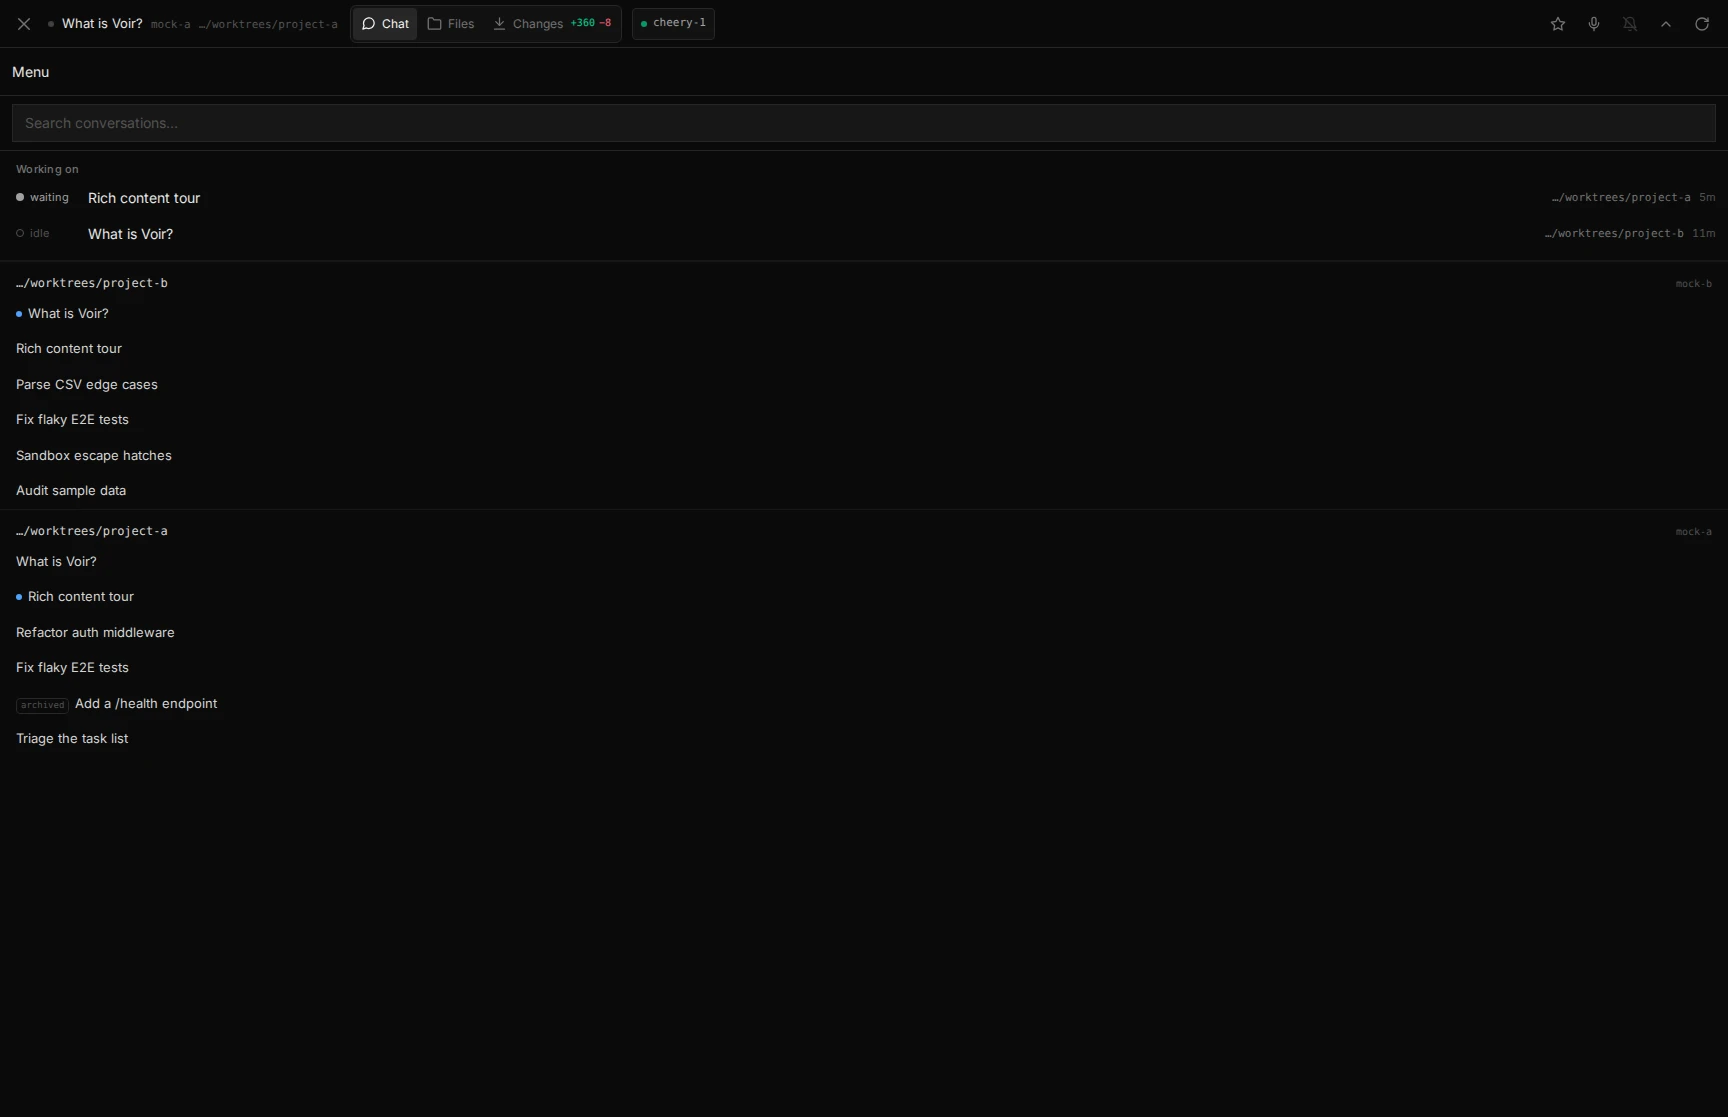 What is Voir? mock-a …/worktrees/project-a Chat Files Changes +360 −8 cheery-1
Menu
Search conversations...
Working on
waiting Rich content tour …/worktrees/project-a 5m
idle What is Voir? …/worktrees/project-b 11m
…/worktrees/project-b mock-b
What is Voir?
Rich content tour
Parse CSV edge cases
Fix flaky E2E tests
Sandbox escape hatches
Audit sample data
…/worktrees/project-a mock-a
What is Voir?
Rich content tour
Refactor auth middleware
Fix flaky E2E tests
archived Add a /health endpoint
Triage the task list